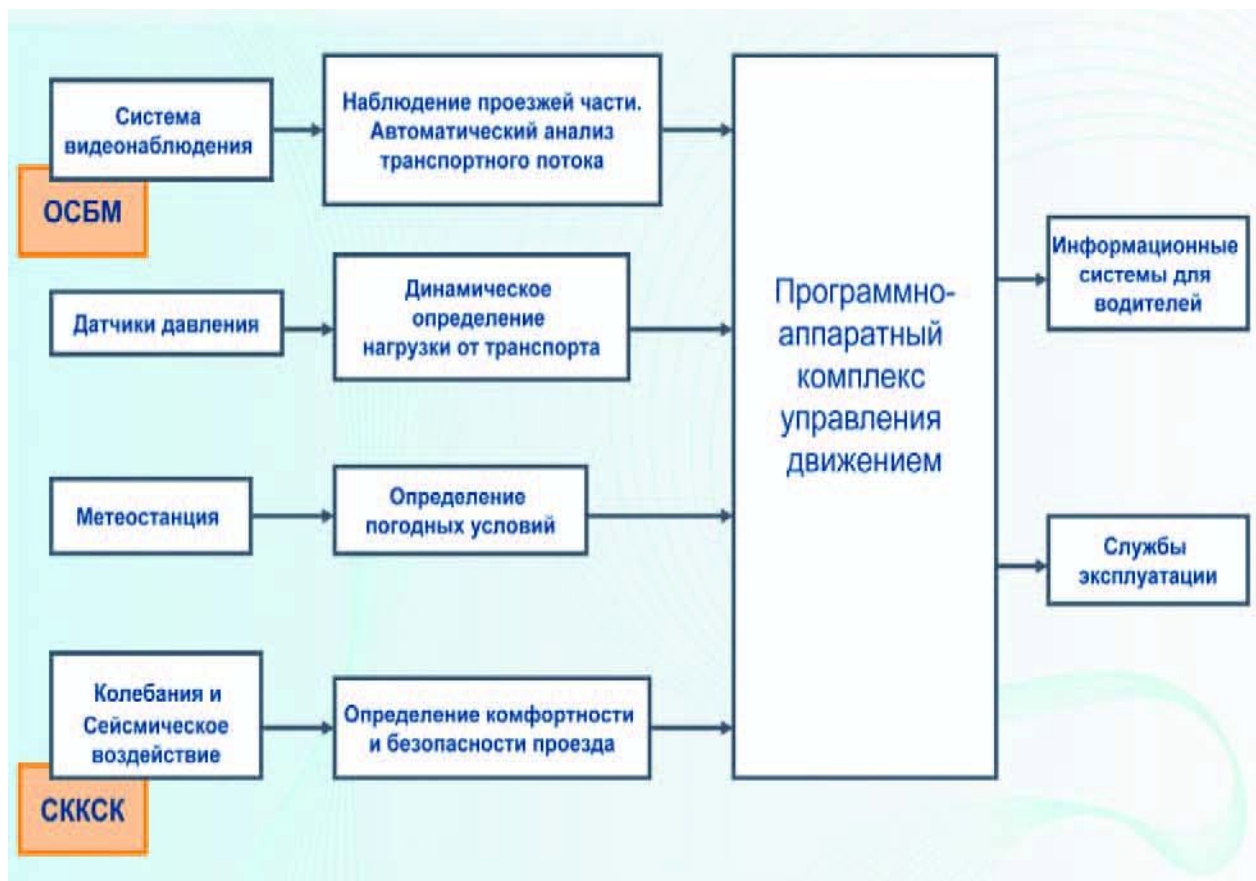 Система
видеонаблюдения
ОСБМ
Наблюдение проезжей части.
Автоматический анализ
транспортного потока
Датчики давления
Динамическое
определение
нагрузки от транспорта
Метеостанция
Определение
погодных условий
Колебания и
Сейсмическое
воздействие
СККСК
Определение комфортности
и безопасности проезда
Программно-
аппаратный
комплекс
управления
движением
Информационные
системы для
водителей
Службы
эксплуатации